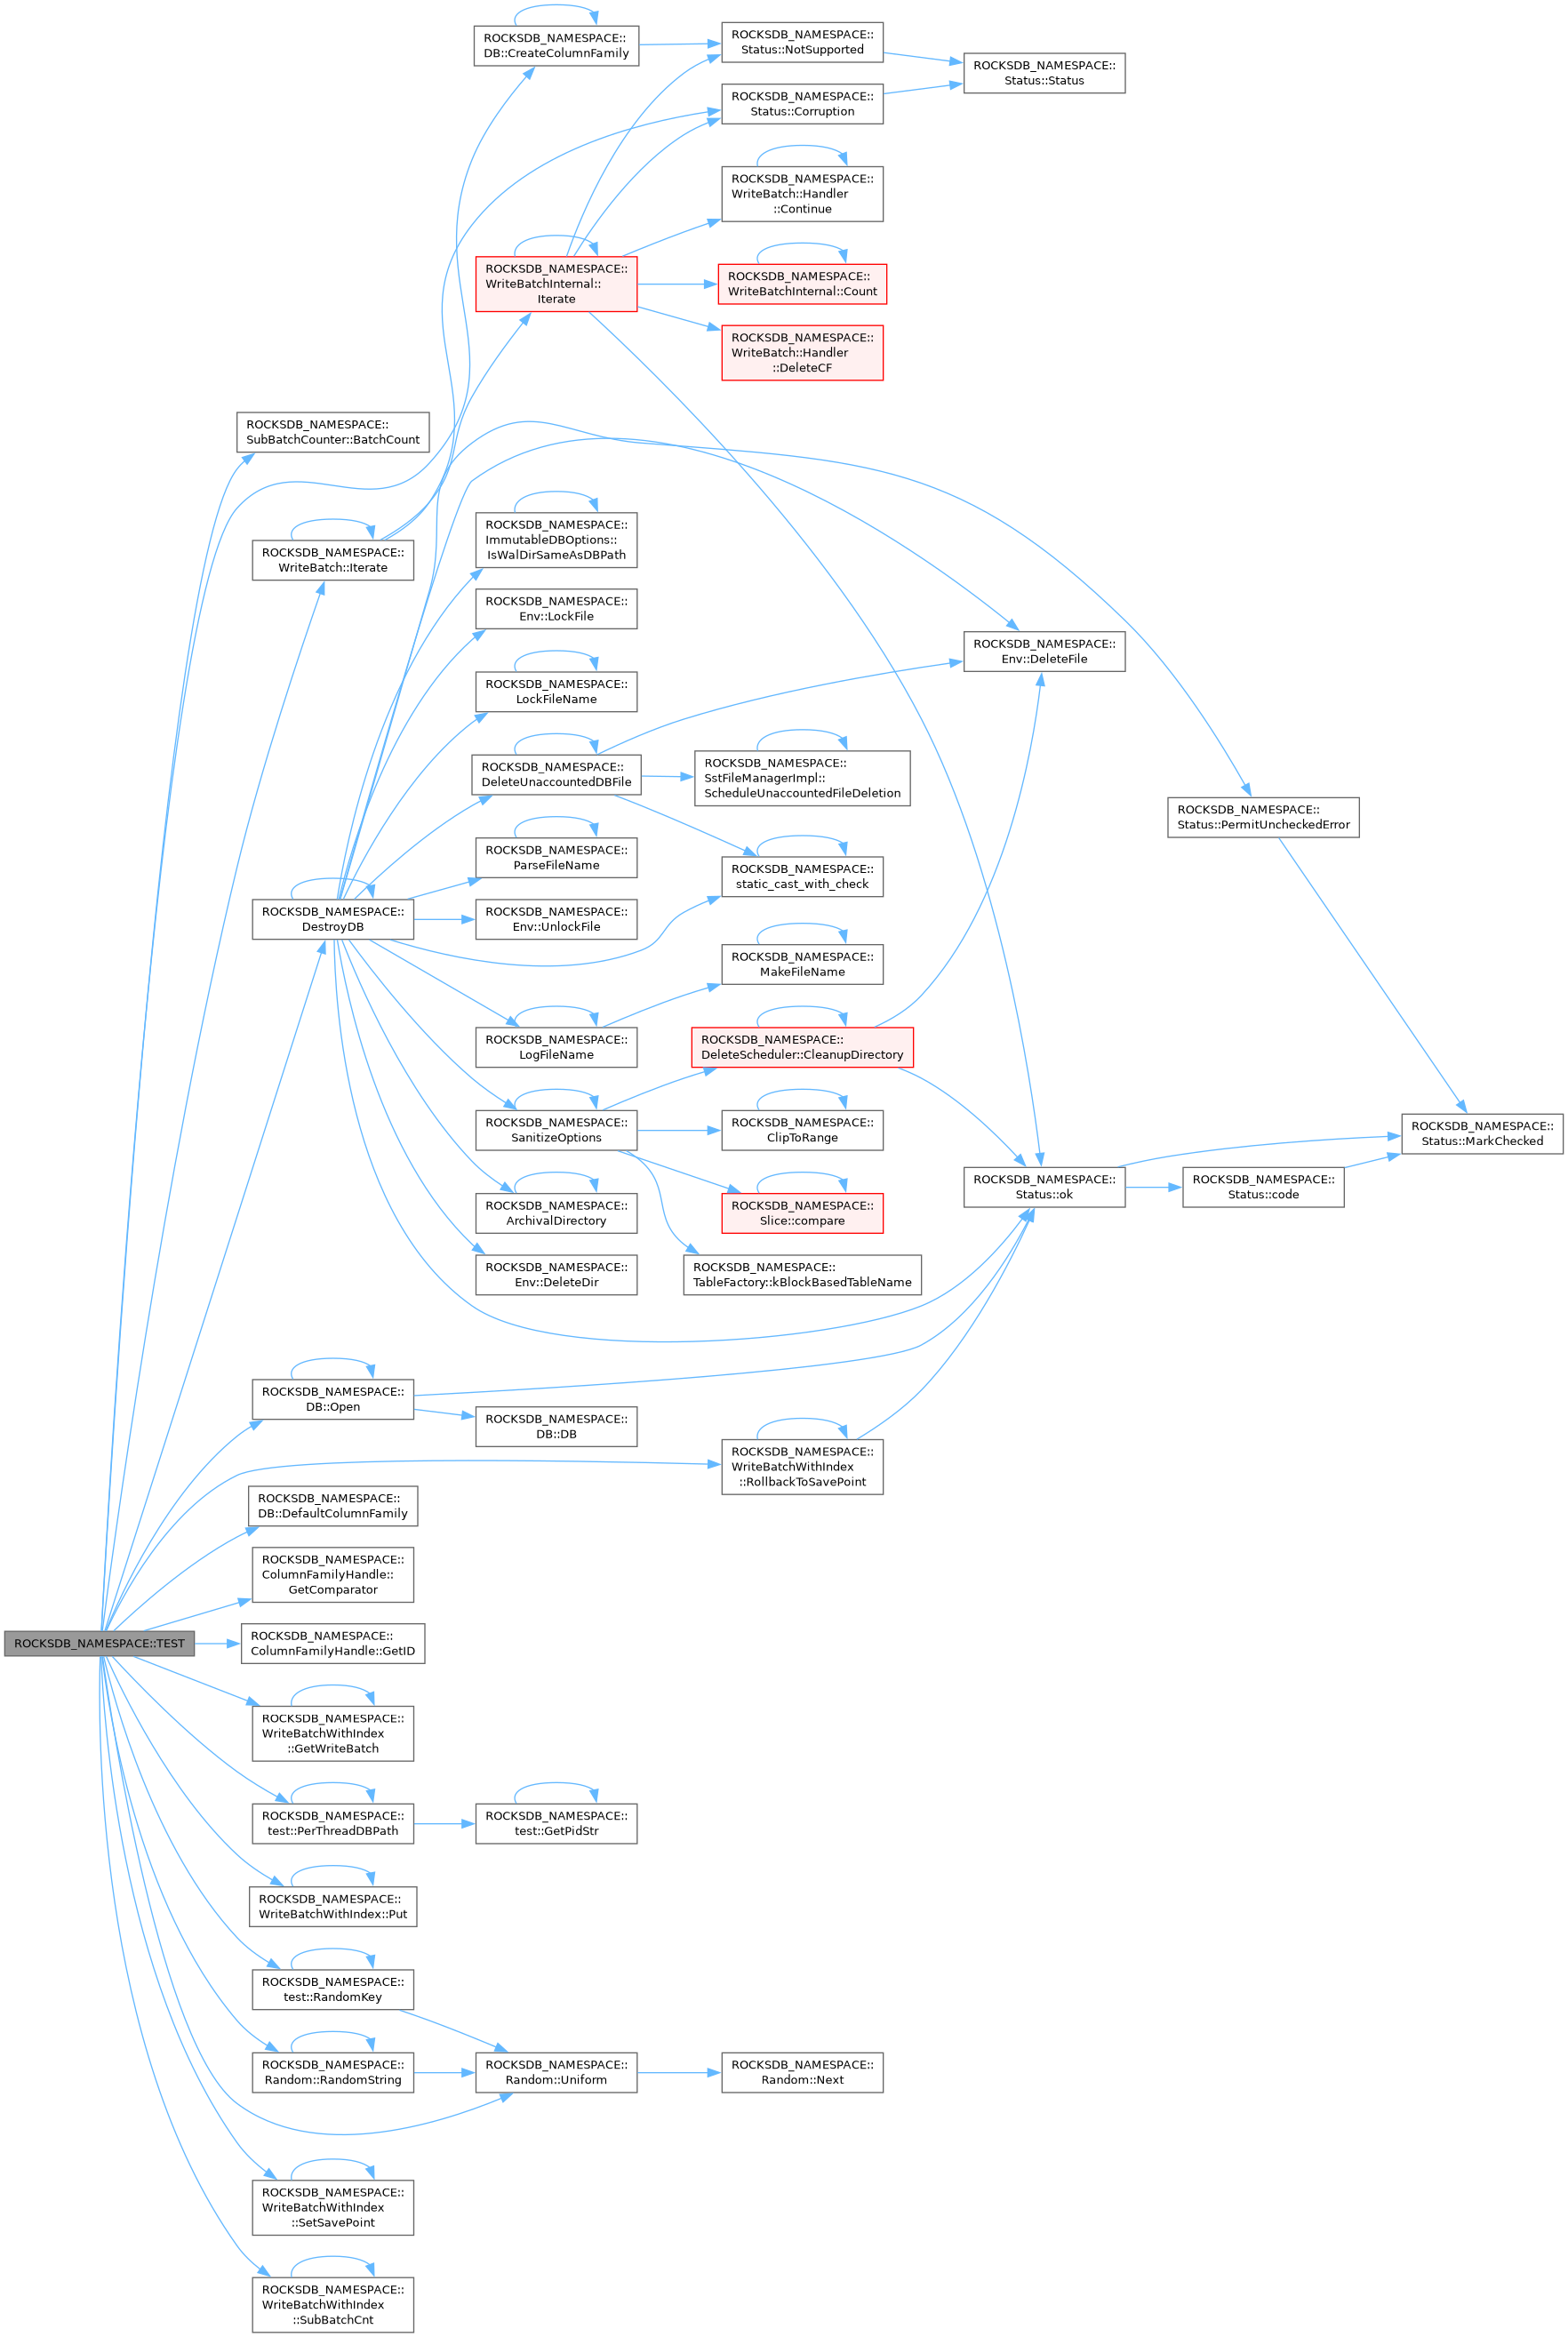 ROCKSDB_NAMESPACE::
DB::CreateColumnFamily
ROCKSDB_NAMESPACE::
Status::NotSupported
ROCKSDB_NAMESPACE::
Status::Status
ROCKSDB_NAMESPACE::
Status::Corruption
ROCKSDB_NAMESPACE::
WriteBatch::Handler
::Continue
ROCKSDB_NAMESPACE::
WriteBatchInternal::
Iterate
ROCKSDB_NAMESPACE::
WriteBatchInternal::Count
ROCKSDB_NAMESPACE::
WriteBatch::Handler
::DeleteCF
ROCKSDB_NAMESPACE::
SubBatchCounter::BatchCount
ROCKSDB_NAMESPACE::
WriteBatch::Iterate
ROCKSDB_NAMESPACE::
ImmutableDBOptions::
IsWalDirSameAsDBPath
ROCKSDB_NAMESPACE::
Env::LockFile
ROCKSDB_NAMESPACE::
Env::DeleteFile
ROCKSDB_NAMESPACE::
LockFileName
ROCKSDB_NAMESPACE::
DeleteUnaccountedDBFile
ROCKSDB_NAMESPACE::
SstFileManagerImpl::
ScheduleUnaccountedFileDeletion
ROCKSDB_NAMESPACE::
Status::PermitUncheckedError
ROCKSDB_NAMESPACE::
ParseFileName
ROCKSDB_NAMESPACE::
static_cast_with_check
ROCKSDB_NAMESPACE::
DestroyDB
ROCKSDB_NAMESPACE::
Env::UnlockFile
ROCKSDB_NAMESPACE::
MakeFileName
ROCKSDB_NAMESPACE::
LogFileName
ROCKSDB_NAMESPACE::
DeleteScheduler::CleanupDirectory
ROCKSDB_NAMESPACE::
SanitizeOptions
ROCKSDB_NAMESPACE::
ClipToRange
ROCKSDB_NAMESPACE::
Status::MarkChecked
ROCKSDB_NAMESPACE::
ArchivalDirectory
ROCKSDB_NAMESPACE::
Slice::compare
ROCKSDB_NAMESPACE::
Status::ok
ROCKSDB_NAMESPACE::
Status::code
ROCKSDB_NAMESPACE::
Env::DeleteDir
ROCKSDB_NAMESPACE::
TableFactory::kBlockBasedTableName
ROCKSDB_NAMESPACE::
DB::Open
ROCKSDB_NAMESPACE::
DB::DB
ROCKSDB_NAMESPACE::
WriteBatchWithIndex
::RollbackToSavePoint
ROCKSDB_NAMESPACE::
DB::DefaultColumnFamily
ROCKSDB_NAMESPACE::
ColumnFamilyHandle::
GetComparator
ROCKSDB_NAMESPACE::TEST
ROCKSDB_NAMESPACE::
ColumnFamilyHandle::GetID
ROCKSDB_NAMESPACE::
WriteBatchWithIndex
::GetWriteBatch
ROCKSDB_NAMESPACE::
test::PerThreadDBPath
ROCKSDB_NAMESPACE::
test::GetPidStr
ROCKSDB_NAMESPACE::
WriteBatchWithIndex::Put
ROCKSDB_NAMESPACE::
test::RandomKey
ROCKSDB_NAMESPACE::
Random::RandomString
ROCKSDB_NAMESPACE::
Random::Uniform
ROCKSDB_NAMESPACE::
Random::Next
ROCKSDB_NAMESPACE::
WriteBatchWithIndex
::SetSavePoint
ROCKSDB_NAMESPACE::
WriteBatchWithIndex
::SubBatchCnt